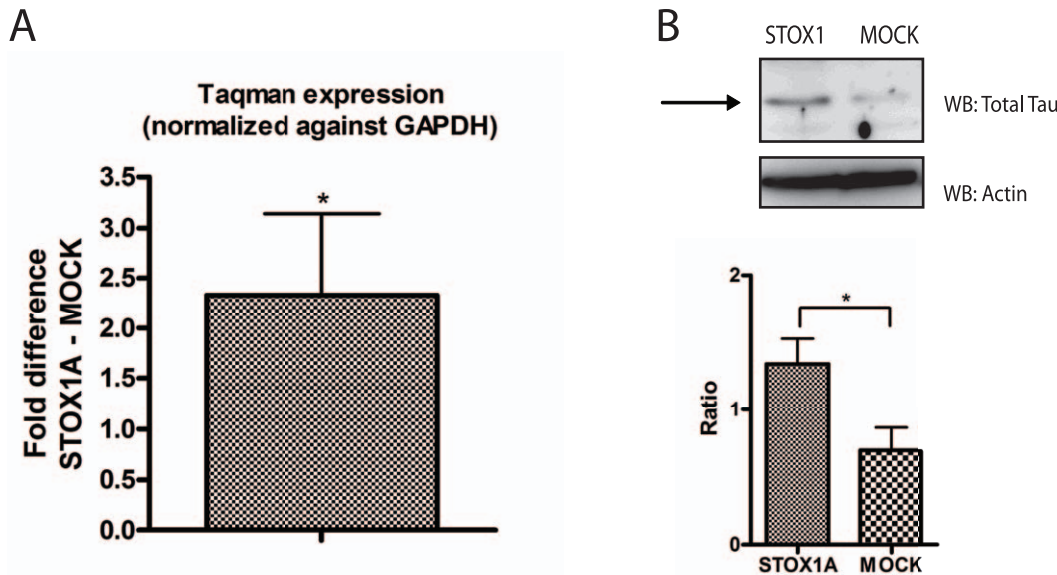 A
Taqman expression
(normalized against GAPDH)
Fold difference
STOX1A - MOCK
3.5
3.0
2.5
2.0
1.5
1.0
0.5
0.0
*
B
STOX1 MOCK
WB: Total Tau
WB: Actin
Ratio
2
1
0
*
STOX1A MOCK